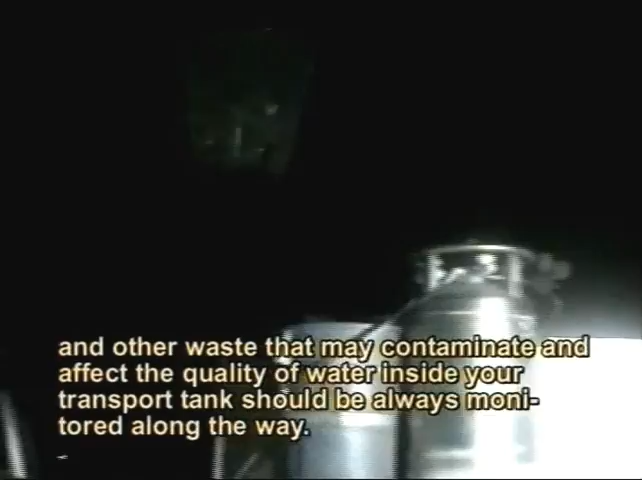 and other waste that may contaminate and
affect the quality of water inside your
transport tank should be always moni-
tored along the way.